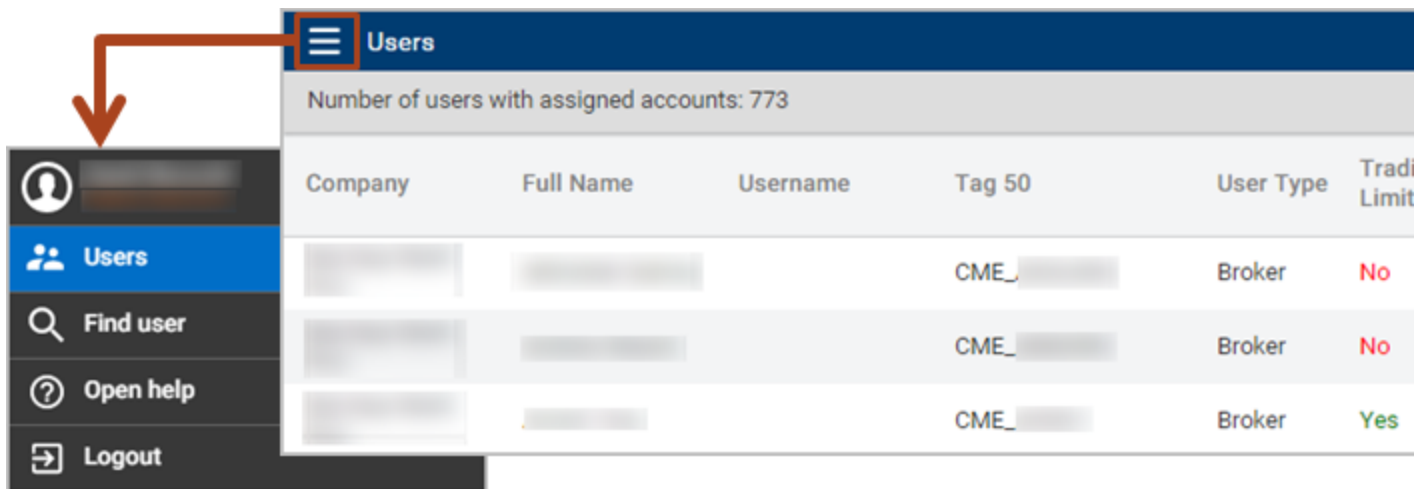 Users
Number of users with assigned accounts: 773
Company Full Name Username Tag 50 User Type Tradi
Limit
CME_ Broker No
CME_ Broker No
CME_ Broker Yes
Users
Find user
Open help
Logout